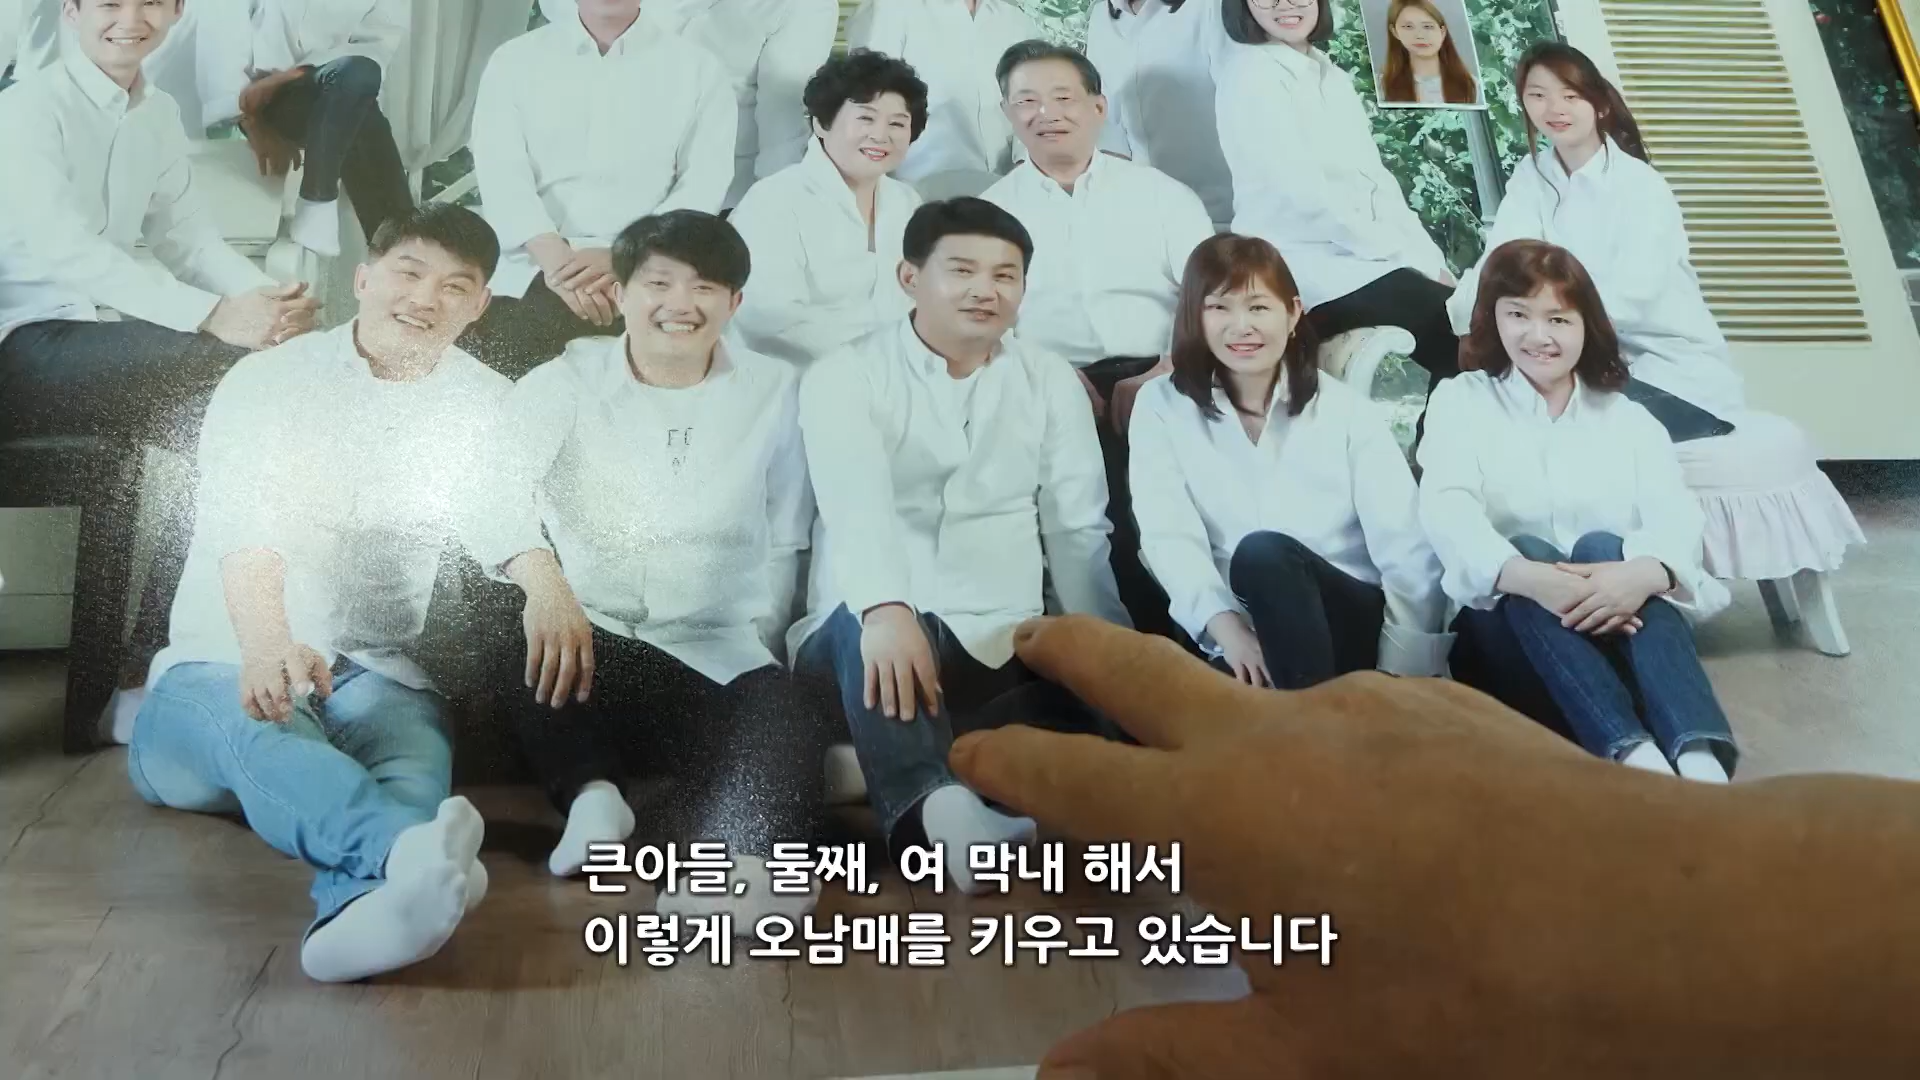 큰아들, 둘째, 여 막내 해서
이렇게 오남매를 키우고 있습니다